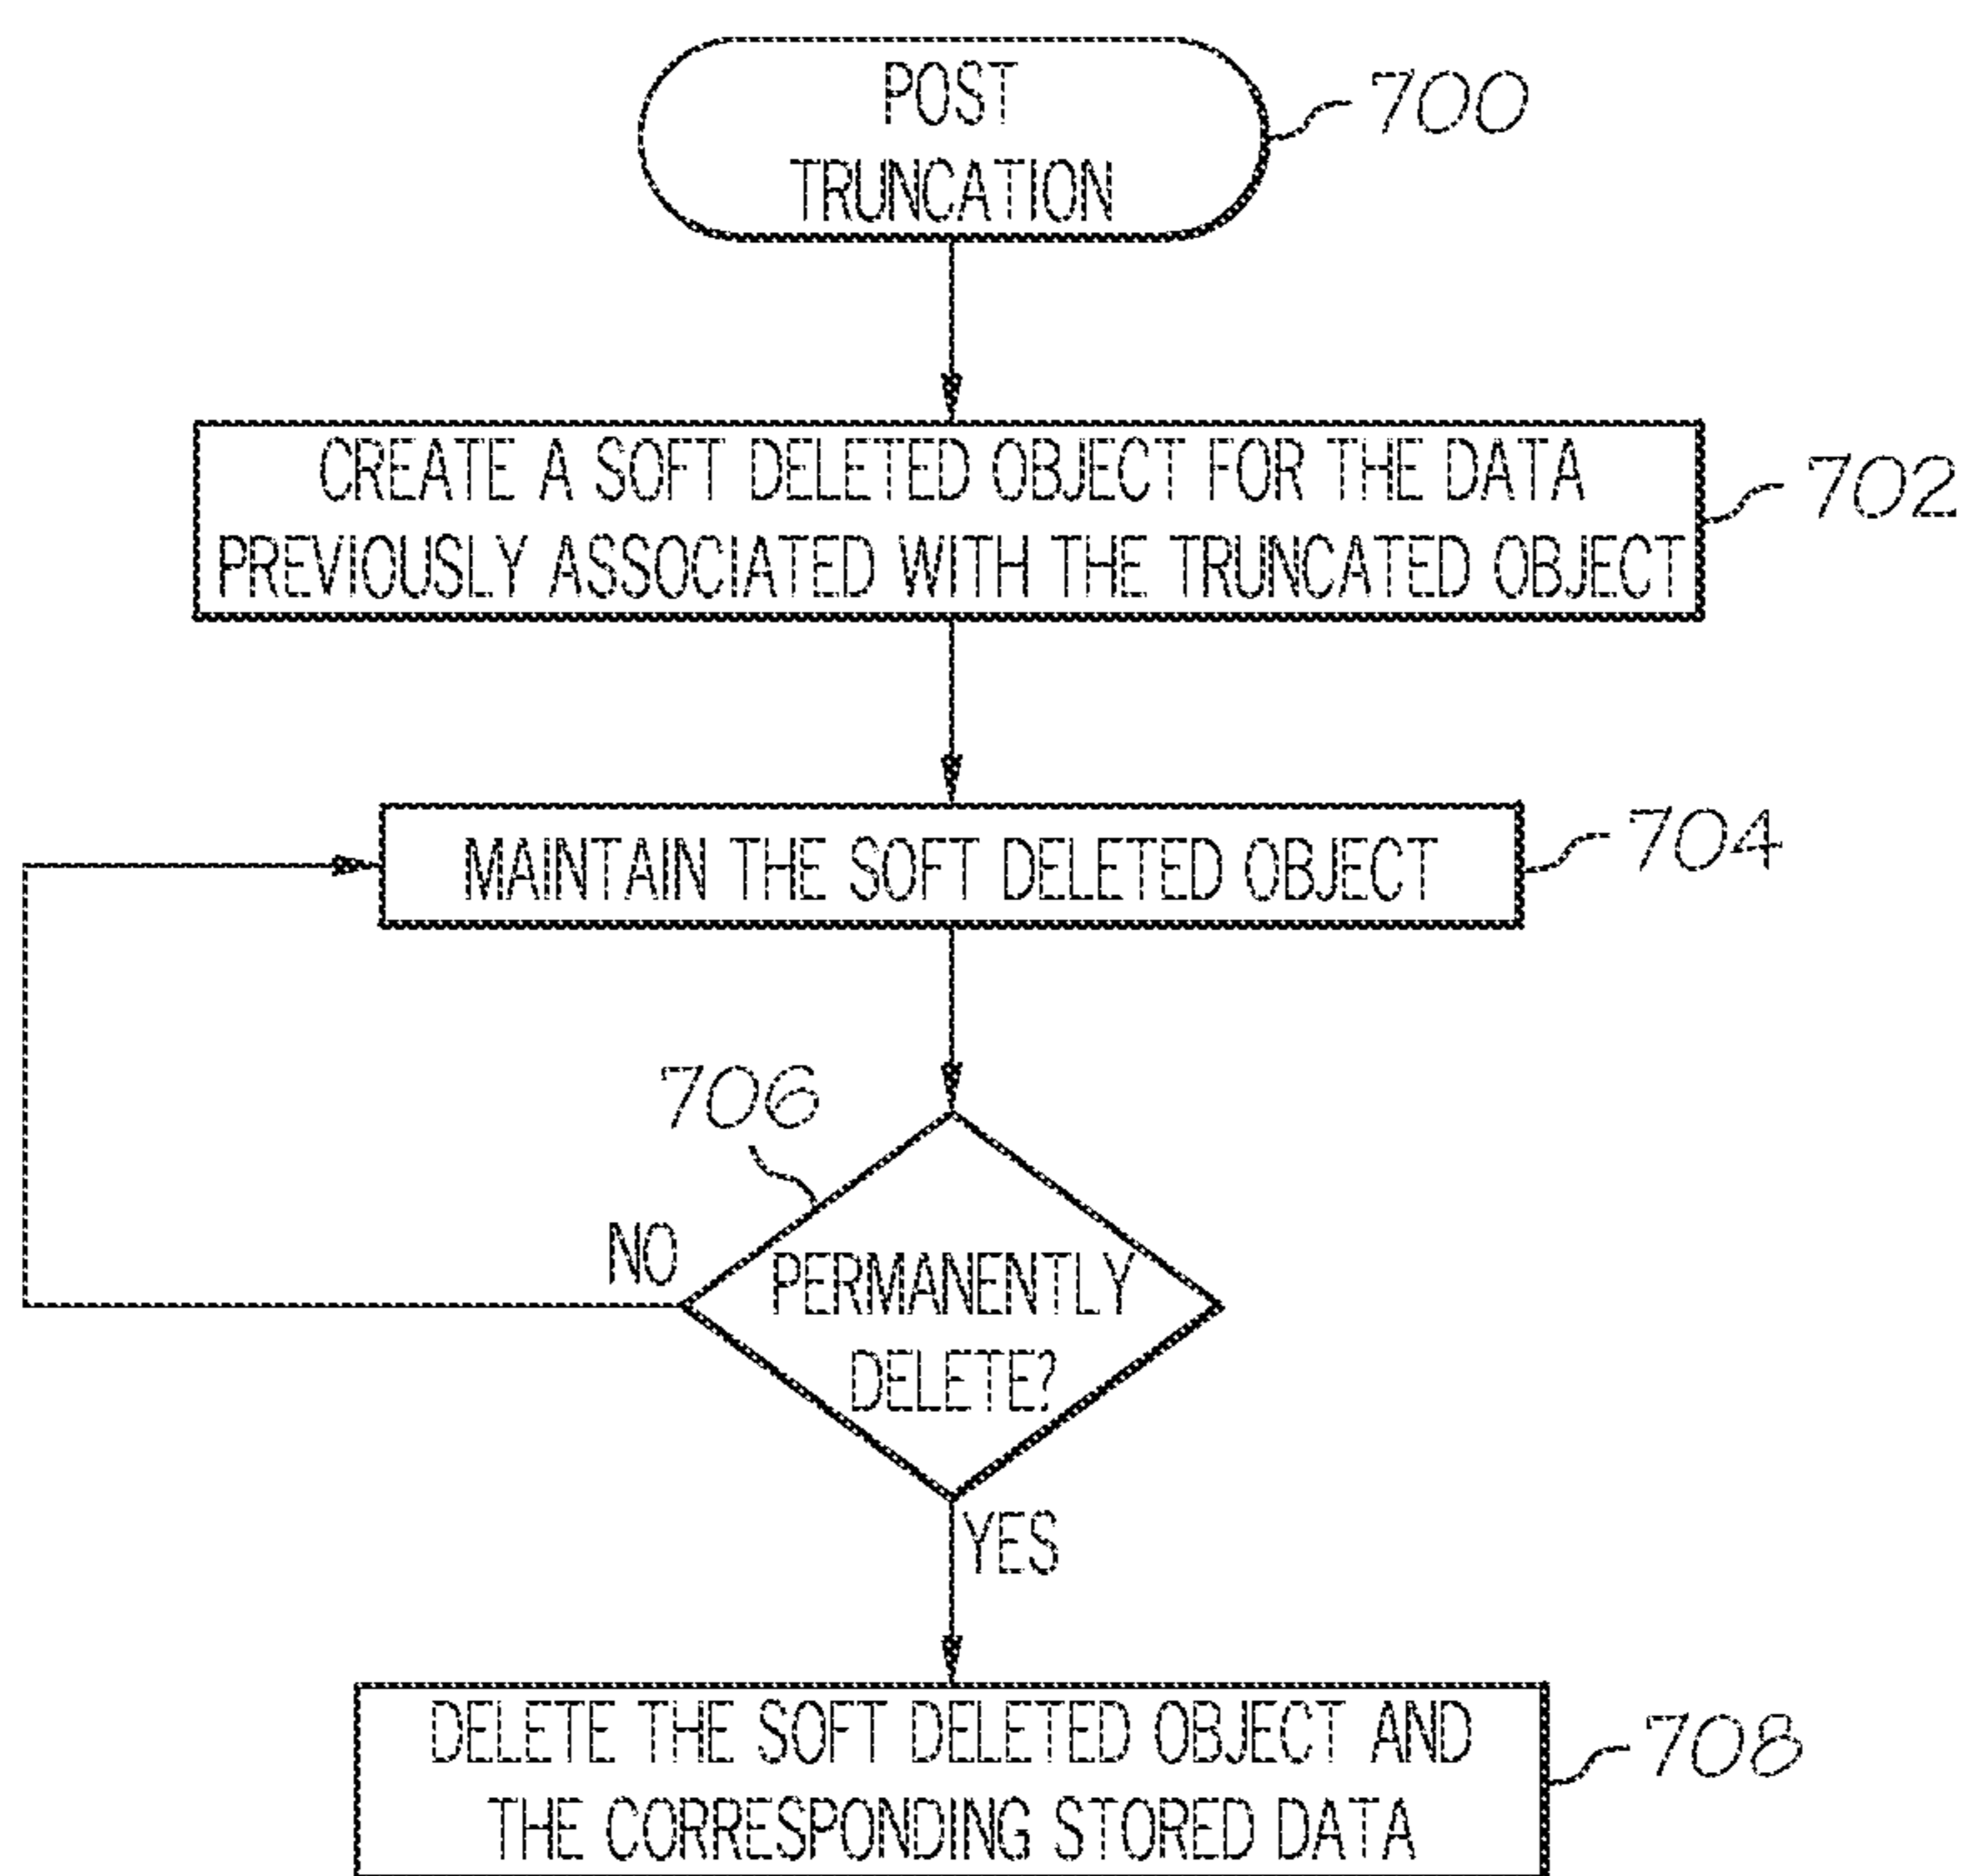 POST
TRUNCATION
700
CREATE A SOFT DELETED OBJECT FOR THE DATA
PREVIOUSLY ASSOCIATED WITH THE TRUNCATED OBJECT
702
MAINTAIN THE SOFT DELETED OBJECT
704
706
NO
PERMANENTLY
DELETE?
YES
DELETE THE SOFT DELETED OBJECT AND
THE CORRESPONDING STORED DATA
708